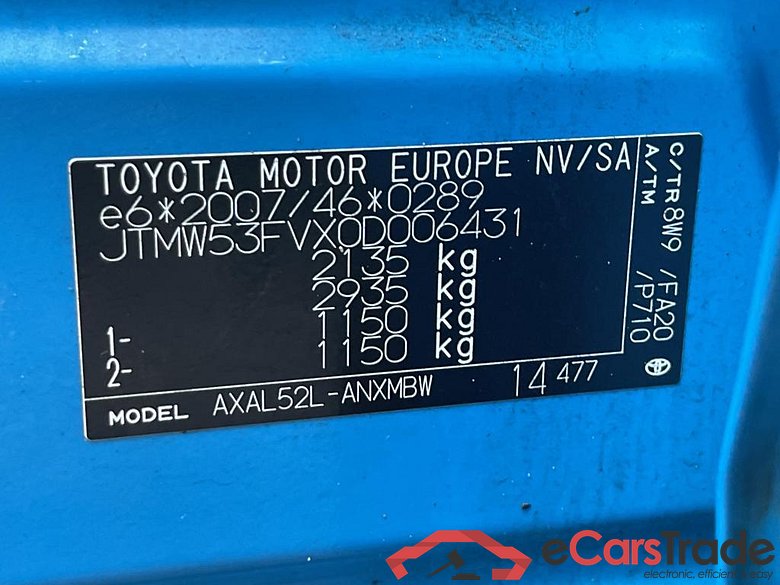 TOYOTA MOTOR EUROPE NV/SA
e6*2007/46*0289
JTMW53FVX0D006431
2135 kg
2935 kg
1- 1150 kg
2- 1150 kg
MODEL AXAL52L-ANXMBW 14 477
C/TR 8W9 /FA20
A/TM /P710
eCarsTrade
electronic, efficient & easy